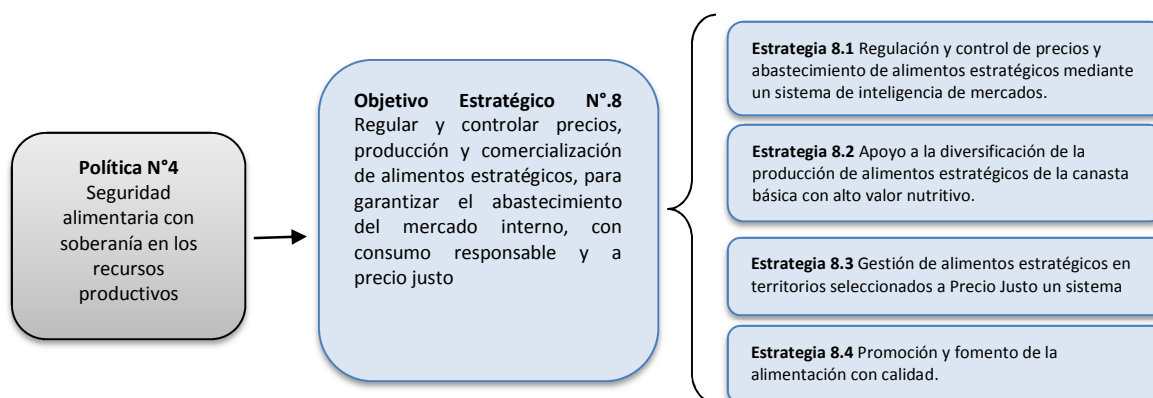 Política N°4
Seguridad
alimentaria con
soberanía en los
recursos
productivos
Objetivo Estratégico N°.8
Regular y controlar precios,
producción y comercialización
de alimentos estratégicos, para
garantizar el abastecimiento
del mercado interno, con
consumo responsable y a
precio justo
Estrategia 8.1 Regulación y control de precios y
abastecimiento de alimentos estratégicos mediante
un sistema de inteligencia de mercados.
Estrategia 8.2 Apoyo a la diversificación de la
producción de alimentos estratégicos de la canasta
básica con alto valor nutritivo.
Estrategia 8.3 Gestión de alimentos estratégicos en
territorios seleccionados a Precio Justo un sistema
Estrategia 8.4 Promoción y fomento de la
alimentación con calidad.